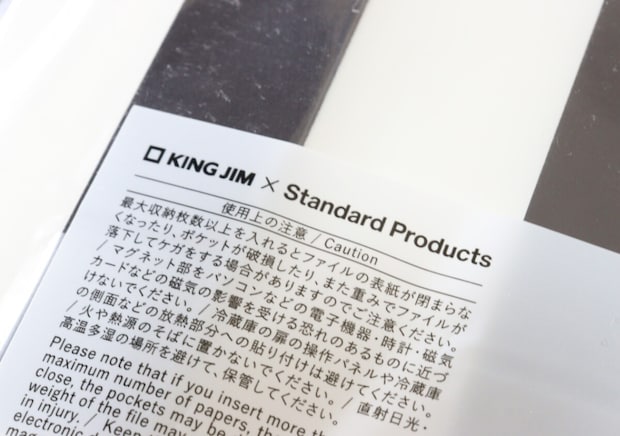 KING JIM × Standard Products
使用上の注意 / Caution
最大収納枚数以上を入れるとファイルの表紙が閉まらな
くなったり、ポケットが破損したり、また重みでファイルが
落下してケガをする場合がありますのでご注意ください。
/ マグネット部をパソコンなどの電子機器・時計・磁気
カードなどの磁気の影響を受ける恐れのあるものに近づ
けないでください。/ 冷蔵庫の扉の操作パネルや冷蔵庫
の側面などの放熱部分への貼り付けは避けてください。
/ 火や熱源のそばに置かないでください。/ 直射日光・
高温多湿の場所を避けて、保管してください。
Please note that if you insert more th
maximum number of papers, th
close, the pockets may be
weight of the file may
in injury. / Keep
electronic d